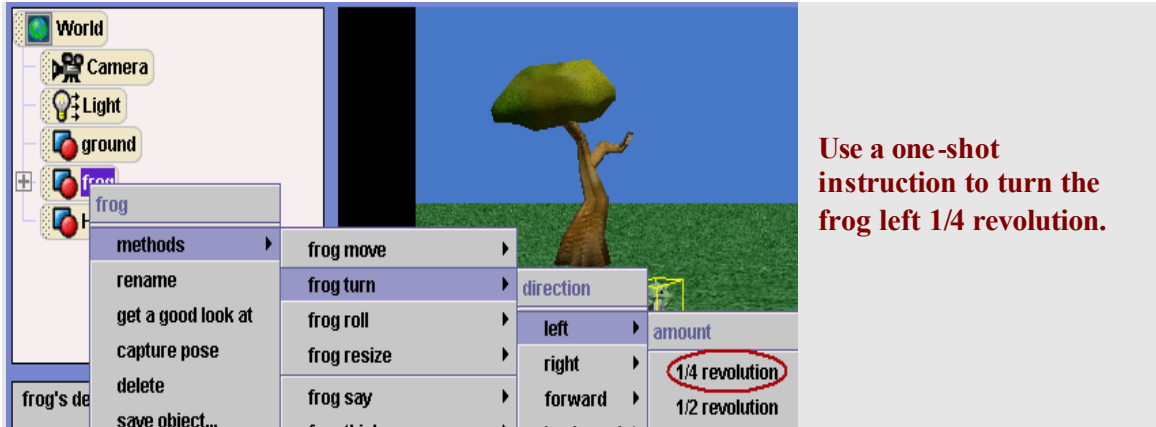 World
Camera
Light
ground
frog
H
frog
methods
rename
get a good look at
capture pose
delete
save object...
frog's de
frog move
frog turn
frog roll
frog resize
frog say
direction
left
right
forward
amount
1/4 revolution
1/2 revolution
Use a one-shot
instruction to turn the
frog left 1/4 revolution.